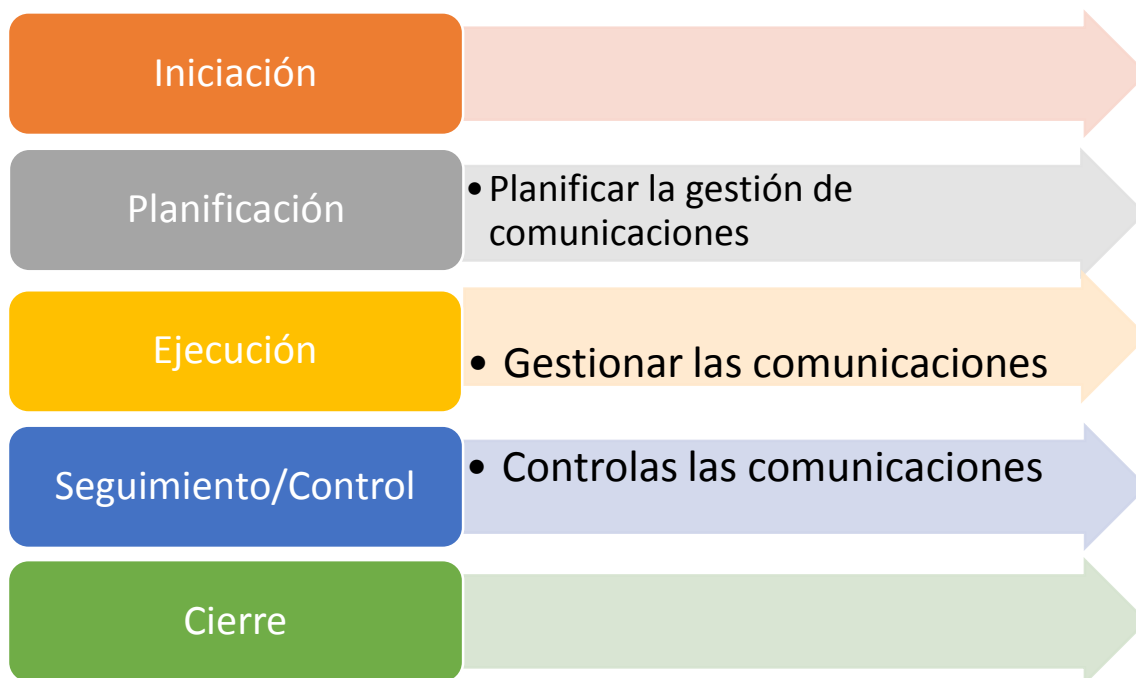 Iniciación
Planificación
• Planificar la gestión de
comunicaciones
Ejecución
• Gestionar las comunicaciones
Seguimiento/Control
• Controlas las comunicaciones
Cierre